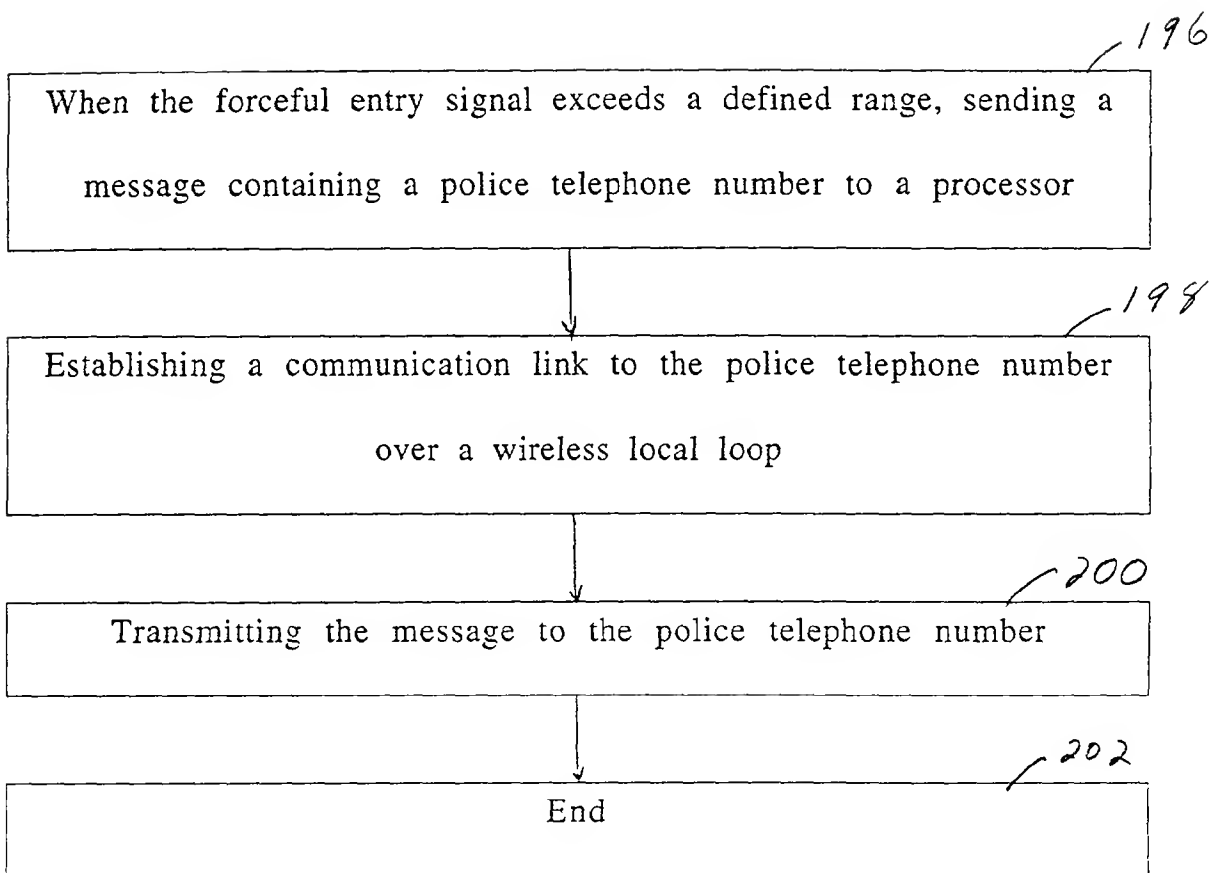 196
When the forceful entry signal exceeds a defined range, sending a
message containing a police telephone number to a processor
198
Establishing a communication link to the police telephone number
over a wireless local loop
200
Transmitting the message to the police telephone number
202
End